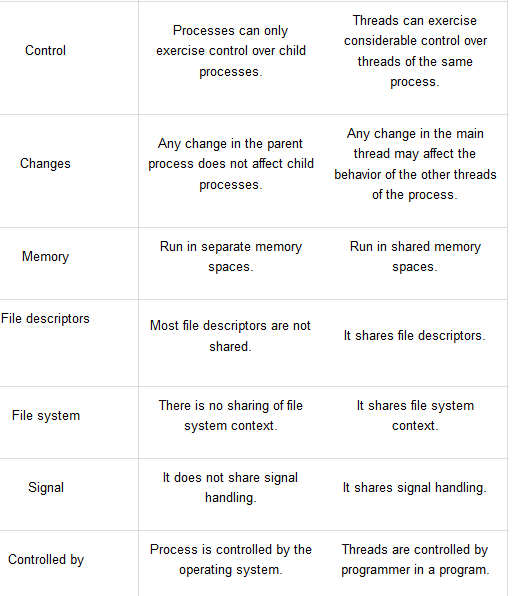 Control
Processes can only
exercise control over child
processes.
Threads can exercise
considerable control over
threads of the same
process.
Changes
Any change in the parent
process does not affect child
processes.
Any change in the main
thread may affect the
behavior of the other threads
of the process.
Memory
Run in separate memory
spaces.
Run in shared memory
spaces.
File descriptors
Most file descriptors are not
shared.
It shares file descriptors.
File system
There is no sharing of file
system context.
It shares file system
context.
Signal
It does not share signal
handling.
It shares signal handling.
Controlled by
Process is controlled by the
operating system.
Threads are controlled by
programmer in a program.